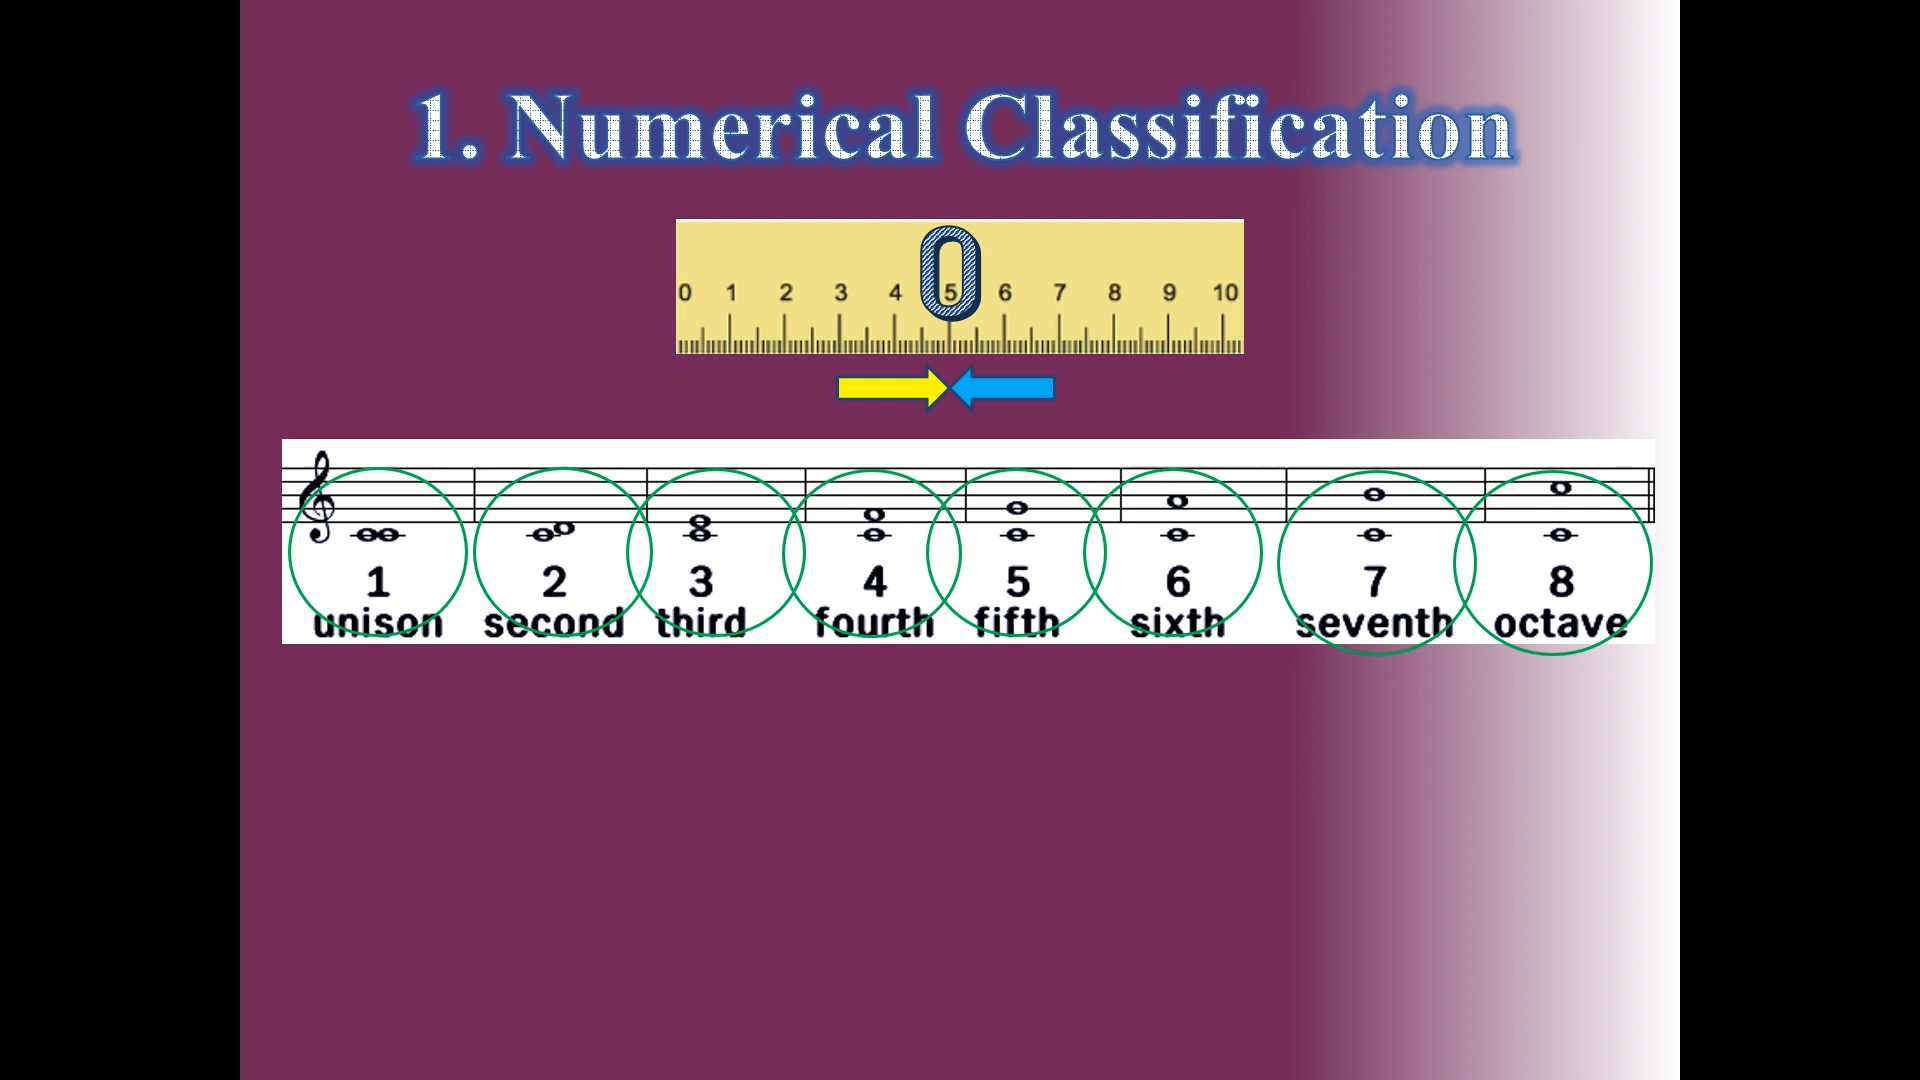 1. Numerical Classification
0
0 1 2 3 4 5 6 7 8 9 10
1 2 3 4 5 6 7 8
unison second third fourth fifth sixth seventh octave